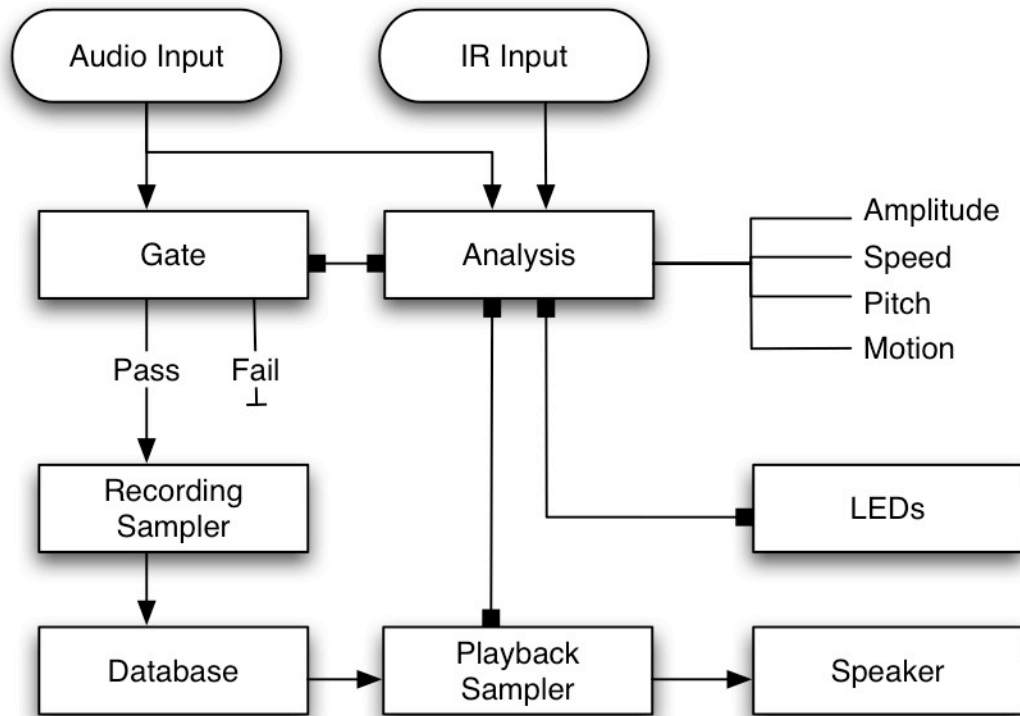 Audio Input
IR Input
Gate
Analysis
Amplitude
Speed
Pitch
Motion
Pass
Fail
Recording
Sampler
LEDs
Database
Playback
Sampler
Speaker